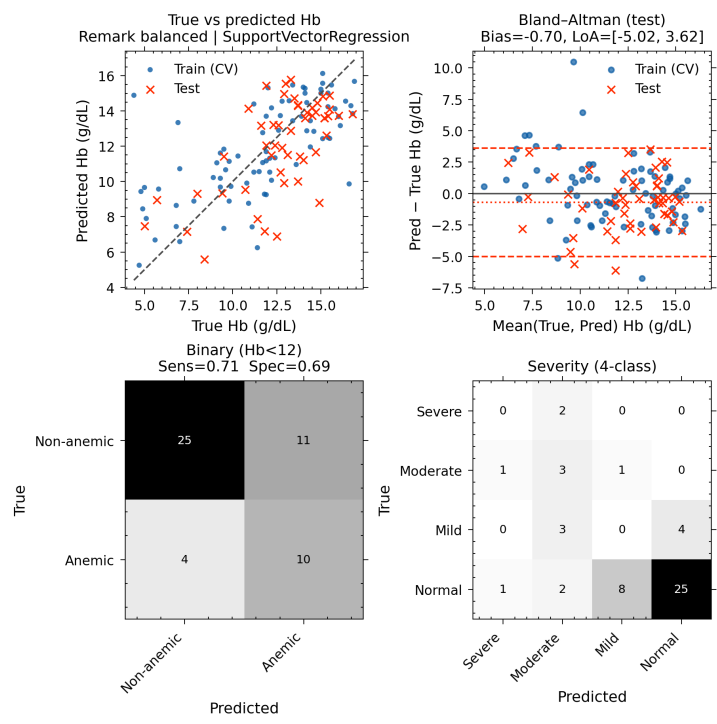 True vs predicted Hb
Remark balanced | SupportVectorRegression
Train (CV)
Test
16
14
12
10
8
6
4
Predicted Hb (g/dL)
5.0 7.5 10.0 12.5 15.0
True Hb (g/dL)
Bland–Altman (test)
Bias=-0.70, LoA=[-5.02, 3.62]
Train (CV)
Test
10.0
7.5
5.0
2.5
0.0
−2.5
−5.0
−7.5
Pred − True Hb (g/dL)
5.0 7.5 10.0 12.5 15.0
Mean(True, Pred) Hb (g/dL)
Binary (Hb<12)
Sens=0.71 Spec=0.69
True
Non-anemic 25 11
Anemic 4 10
Non-anemic Anemic
Predicted
Severity (4-class)
True
Severe 0 2 0 0
Moderate 1 3 1 0
Mild 0 3 0 4
Normal 1 2 8 25
Severe Moderate Mild Normal
Predicted